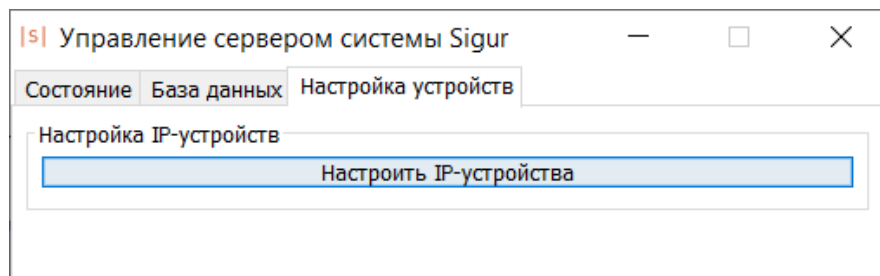 |s| Управление сервером системы Sigur
Состояние База данных Настройка устройств
Настройка IP-устройств
Настроить IP-устройства